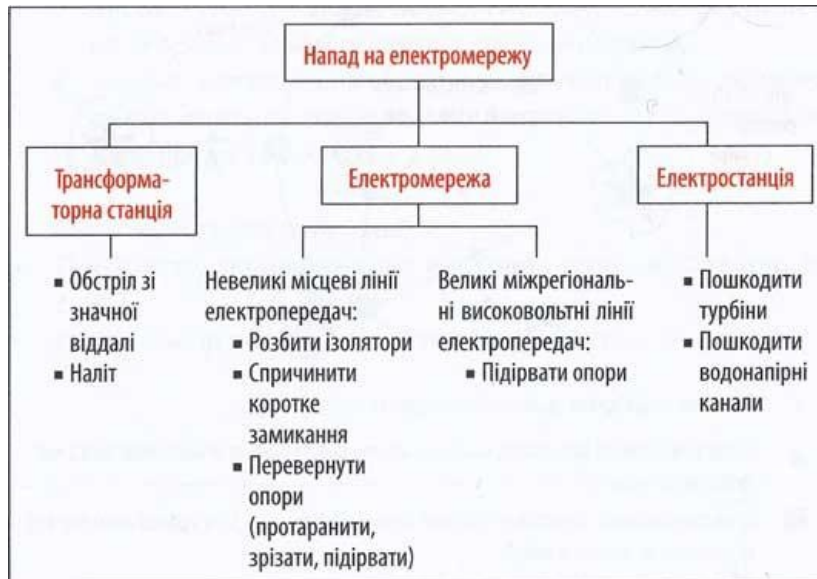 Напад на електромережу
Трансформа-
торна станція
Електромережа
Електростанція
▪ Обстріл зі
значної
віддалі
▪ Наліт
Невеликі місцеві лінії
електропередач:
▪ Розбити ізолятори
▪ Спричинити
коротке
замикання
▪ Перевернути
опори
(протаранити,
зрізати, підірвати)
Великі міжрегіональ-
ні високовольтні лінії
електропередач:
▪ Підірвати опори
▪ Пошкодити
турбіни
▪ Пошкодити
водонапірні
канали